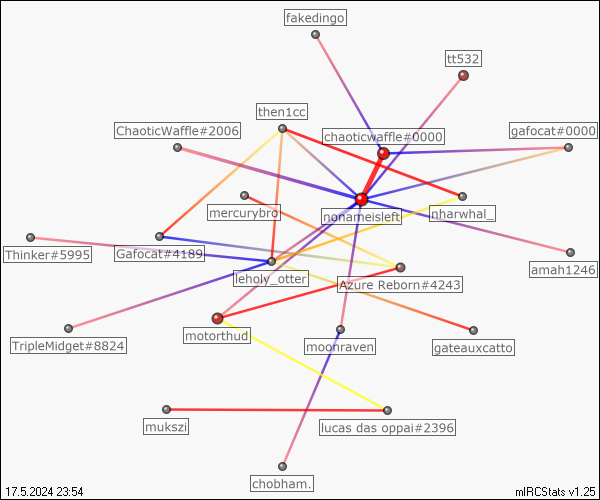 fakedingo
tt532
then1cc
ChaoticWaffle#2006
chaoticwaffle#0000
gafocat#0000
mercurybro
nonameisleft
nharwhal_
Thinker#5995
Gafocat#4189
leholy_otter
Azure Reborn#4243
amah1246
TripleMidget#8824
motorthud
moonraven
gateauxcatto
mukszi
lucas das oppai#2396
chobham.
17.5.2024 23:54
mIRCStats v1.25